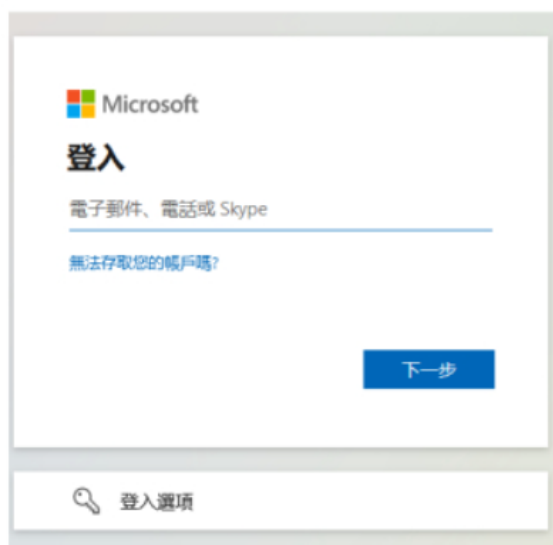 Microsoft
登入
電子郵件、電話或 Skype
無法存取您的帳戶嗎?
下一步
登入選項